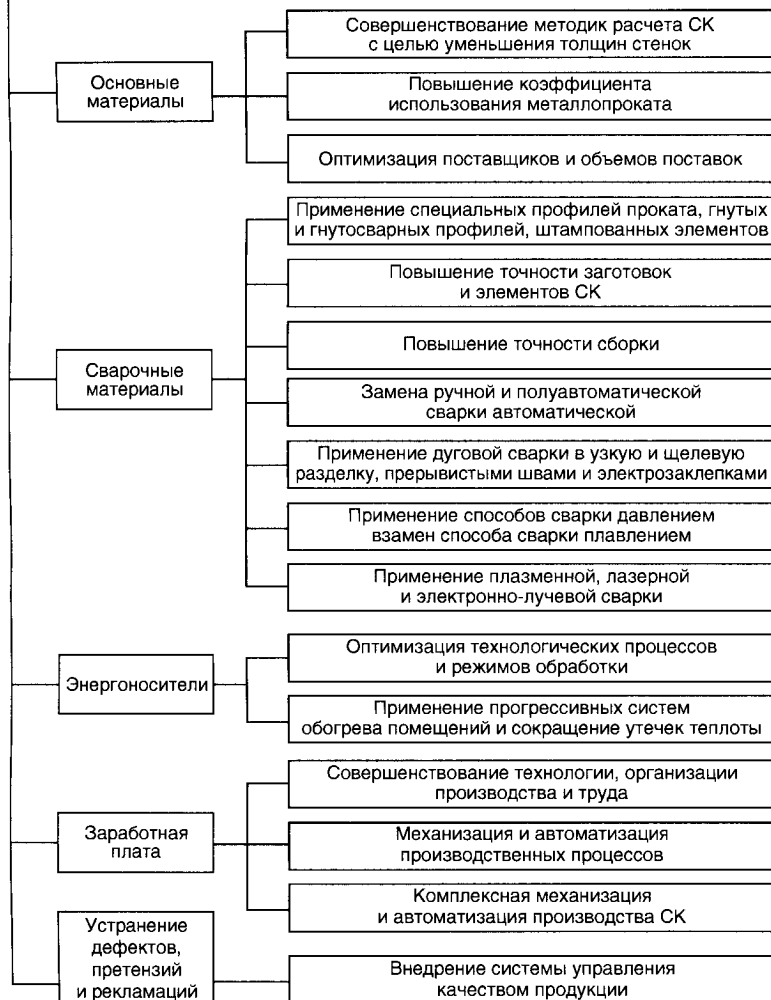 Основные
материалы
Совершенствование методик расчета СК
с целью уменьшения толщин стенок
Повышение коэффициента
использования металлопроката
Оптимизация поставщиков и объемов поставок
Сварочные
материалы
Применение специальных профилей проката, гнутых
и гнутосварных профилей, штампованных элементов
Повышение точности заготовок
и элементов СК
Повышение точности сборки
Замена ручной и полуавтоматической
сварки автоматической
Применение дуговой сварки в узкую и щелевую
разделку, прерывистыми швами и электрозаклепками
Применение способов сварки давлением
взамен способа сварки плавлением
Применение плазменной, лазерной
и электронно-лучевой сварки
Энергоносители
Оптимизация технологических процессов
и режимов обработки
Применение прогрессивных систем
обогрева помещений и сокращение утечек теплоты
Заработная
плата
Совершенствование технологии, организации
производства и труда
Механизация и автоматизация
производственных процессов
Комплексная механизация
и автоматизация производства СК
Устранение
дефектов,
претензий
и рекламаций
Внедрение системы управления
качеством продукции